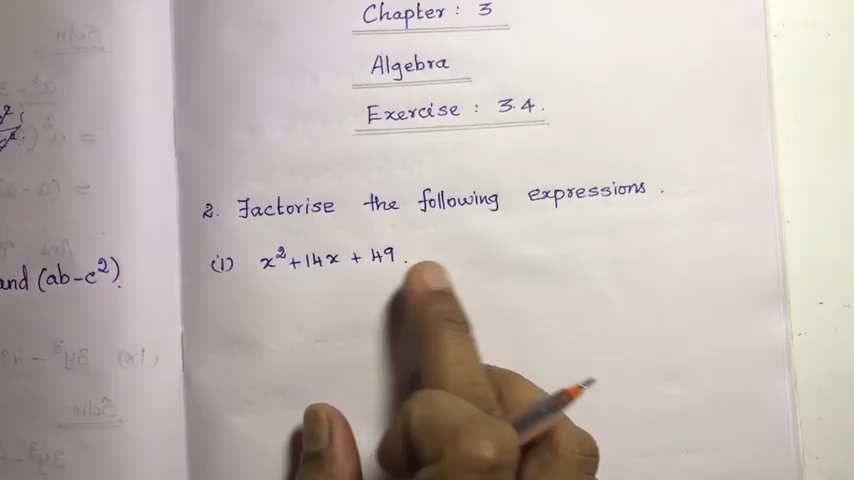 Chapter : 3
Algebra
Exercise : 3.4.
2. Factorise the following expressions.
(i) x² + 14x + 49.
and (ab-c²).